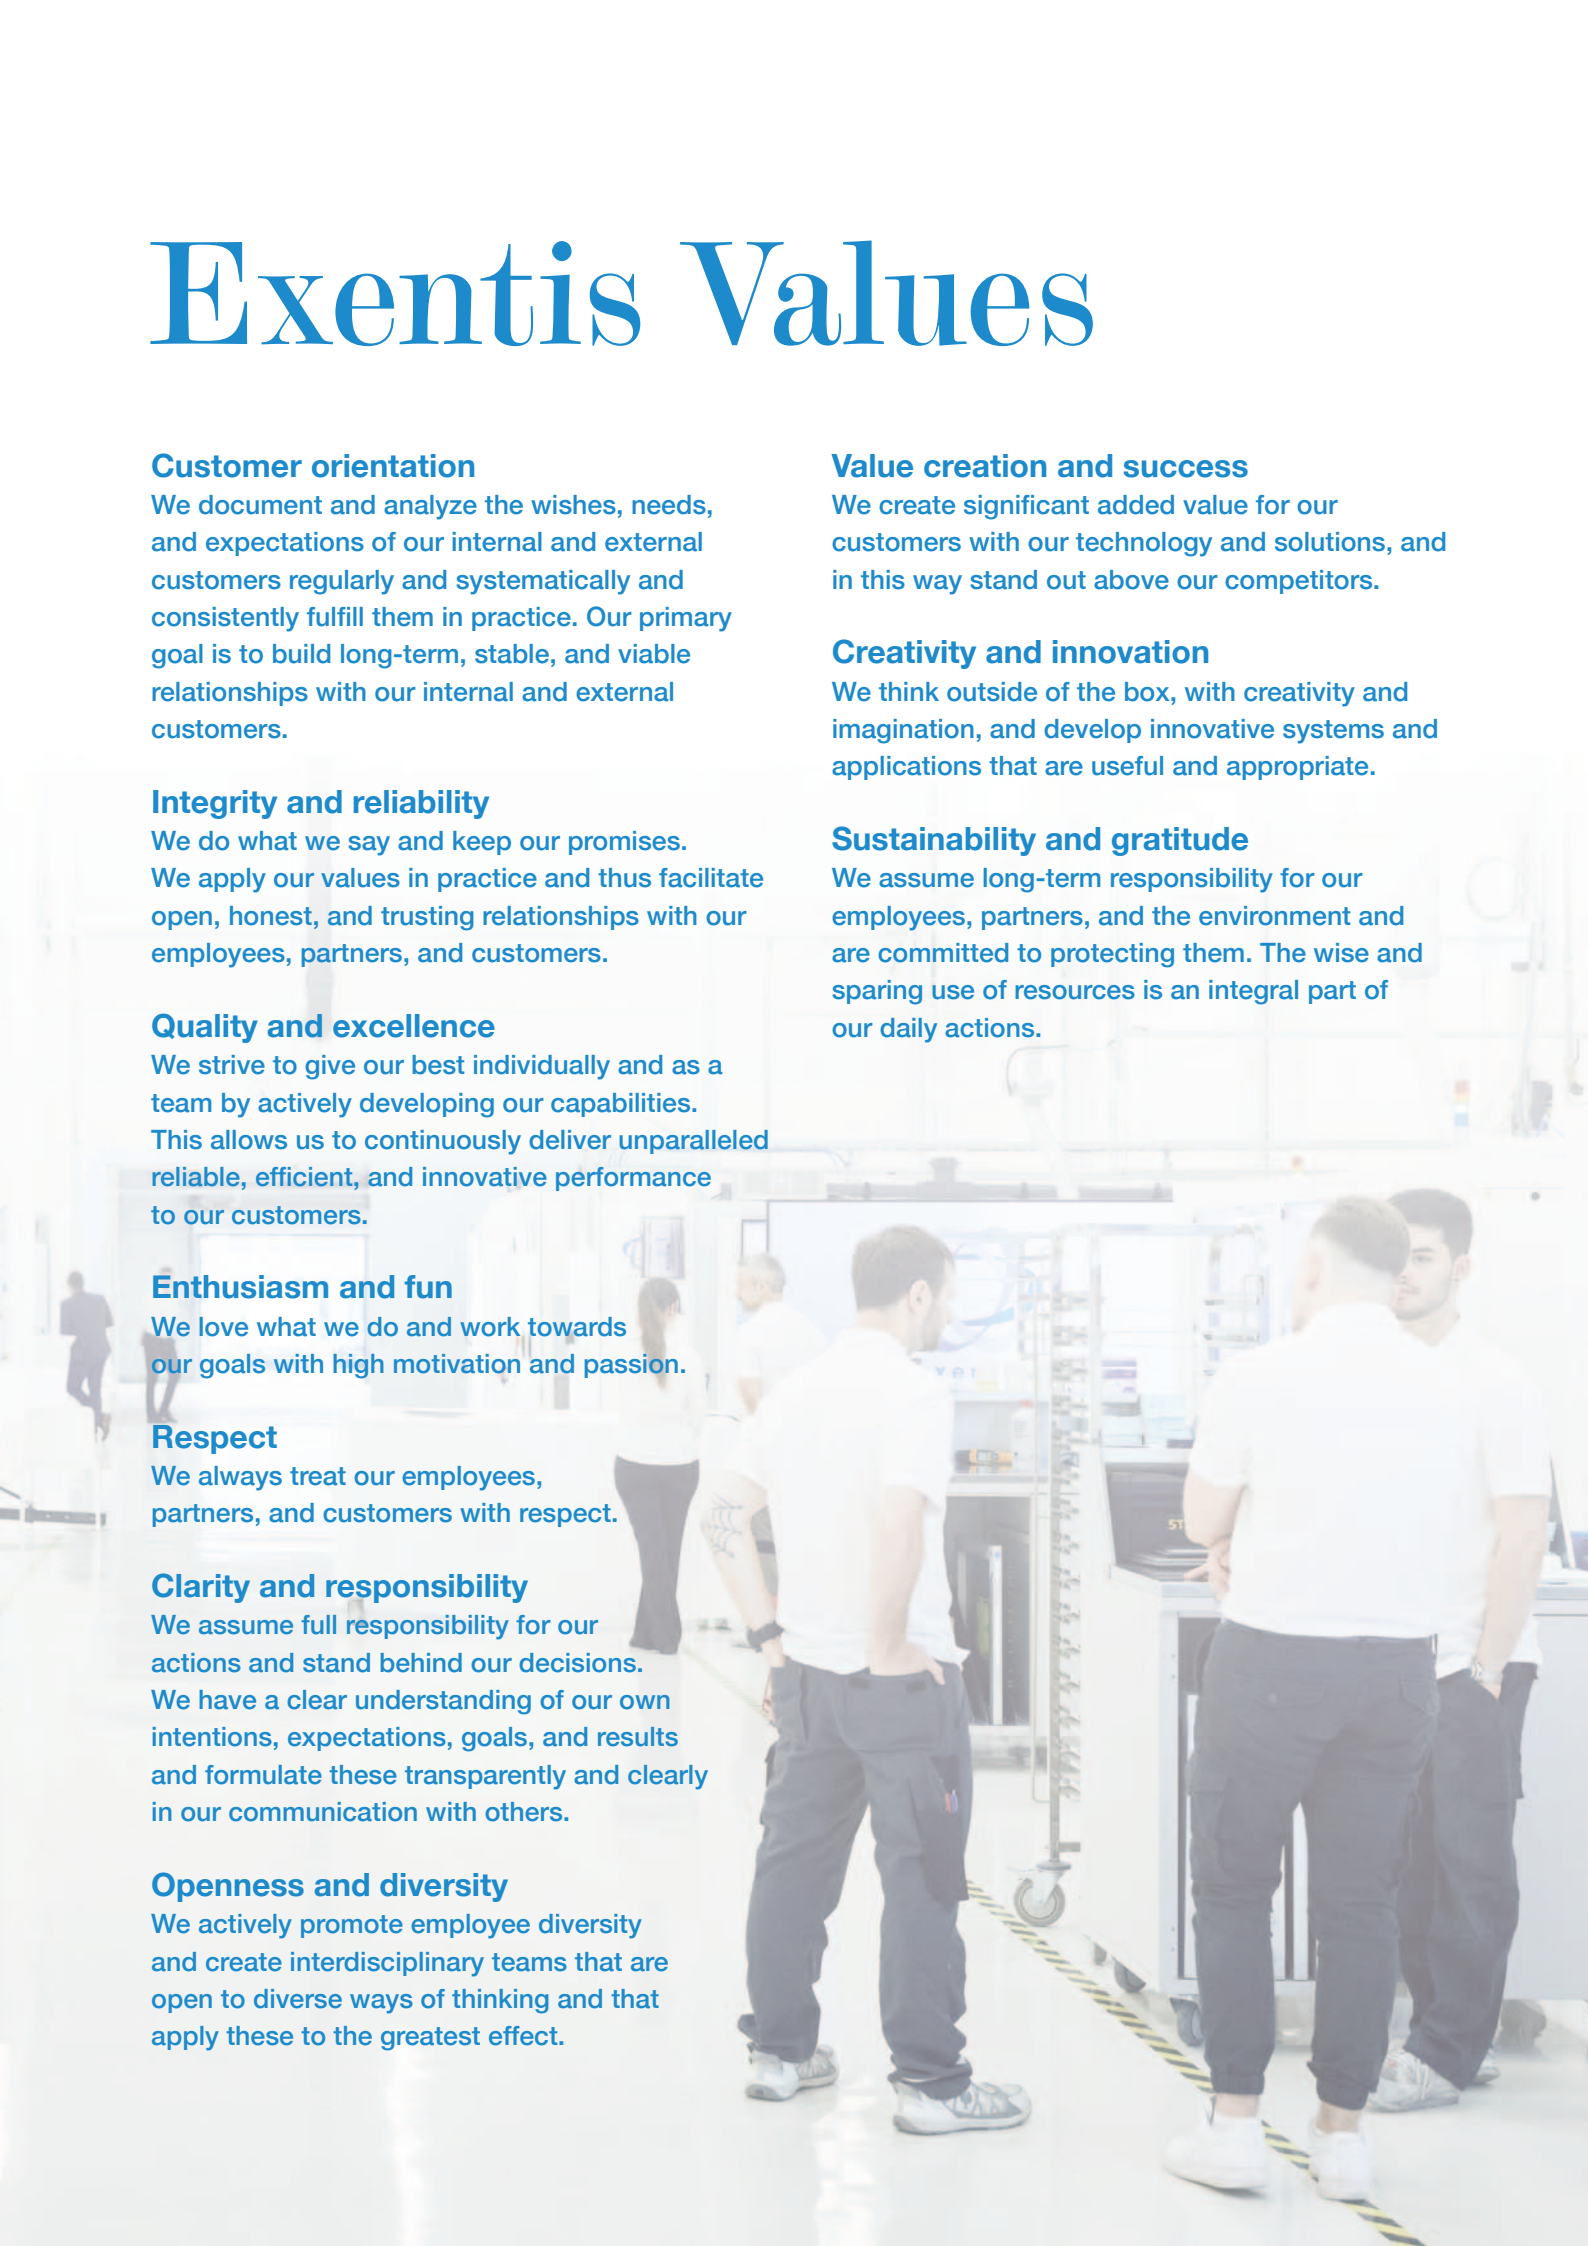 Exentis Values
Customer orientation
We document and analyze the wishes, needs,
and expectations of our internal and external
customers regularly and systematically and
consistently fulfill them in practice. Our primary
goal is to build long-term, stable, and viable
relationships with our internal and external
customers.
Integrity and reliability
We do what we say and keep our promises.
We apply our values in practice and thus facilitate
open, honest, and trusting relationships with our
employees, partners, and customers.
Quality and excellence
We strive to give our best individually and as a
team by actively developing our capabilities.
This allows us to continuously deliver unparalleled
reliable, efficient, and innovative performance
to our customers.
Enthusiasm and fun
We love what we do and work towards
our goals with high motivation and passion.
Respect
We always treat our employees,
partners, and customers with respect.
Clarity and responsibility
We assume full responsibility for our
actions and stand behind our decisions.
We have a clear understanding of our own
intentions, expectations, goals, and results
and formulate these transparently and clearly
in our communication with others.
Openness and diversity
We actively promote employee diversity
and create interdisciplinary teams that are
open to diverse ways of thinking and that
apply these to the greatest effect.
Value creation and success
We create significant added value for our
customers with our technology and solutions, and
in this way stand out above our competitors.
Creativity and innovation
We think outside of the box, with creativity and
imagination, and develop innovative systems and
applications that are useful and appropriate.
Sustainability and gratitude
We assume long-term responsibility for our
employees, partners, and the environment and
are committed to protecting them. The wise and
sparing use of resources is an integral part of
our daily actions.